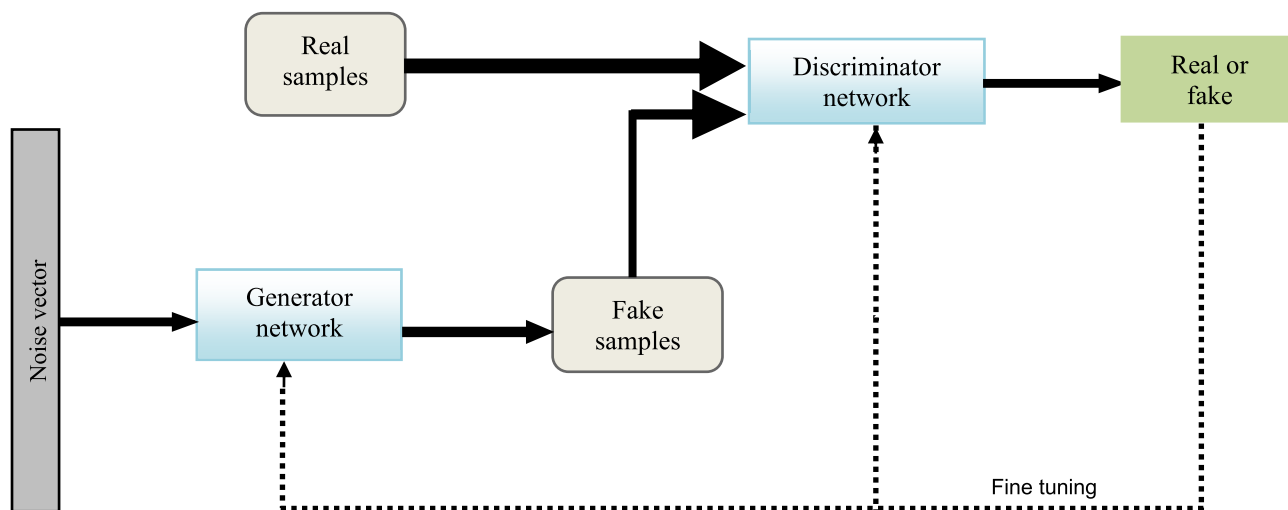 Real
samples
Discriminator
network
Real or
fake
Noise vector
Generator
network
Fake
samples
Fine tuning